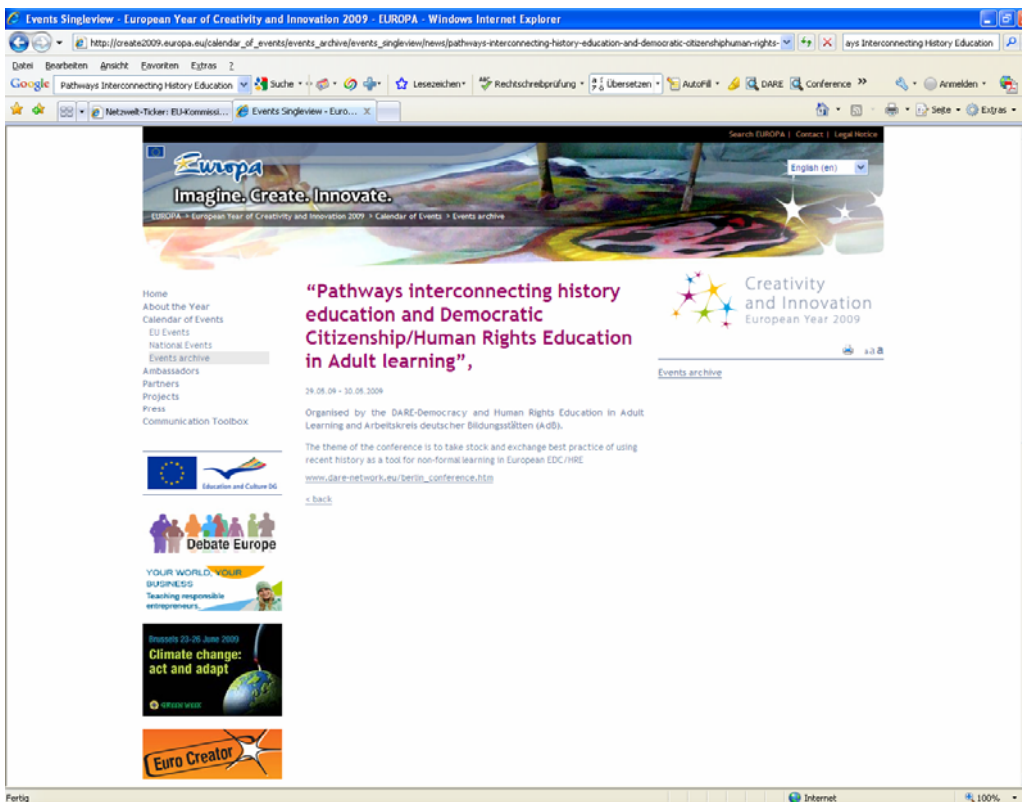 Events Singleview - European Year of Creativity and Innovation 2009 - EUROPA - Windows Internet Explorer
http://create2009.europa.eu/calendar_of_events/events_archive/events_singleview/news/pathways-interconnecting-history-education-and-democratic-citizenshiphuman-rights-
ays Interconnecting History Education
Datei Bearbeiten Ansicht Favoriten Extras ?
Google Pathways Interconnecting History Education Suche Lesezeichen Rechtschreibprüfung Übersetzen AutoFill DARE Conference Anmelden
Netzwelt-Ticker: EU-Kommissi... Events Singleview - Euro... X Seite Extras
Search EUROPA | Contact | Legal Notice
Europa
English (en)
Imagine. Create. Innovate.
EUROPA > European Year of Creativity and Innovation 2009 > Calendar of Events > Events archive
Home
About the Year
Calendar of Events
EU Events
National Events
Events archive
Ambassadors
Partners
Projects
Press
Communication Toolbox
Education and Culture DG
Debate Europe
YOUR WORLD, YOUR
BUSINESS
Teaching responsible
entrepreneurs.
Brussels 23-26 June 2009
Climate change:
act and adapt
GREEN WEEK
Euro Creator
“Pathways interconnecting history
education and Democratic
Citizenship/Human Rights Education
in Adult learning”,
Organised by the DARE-Democracy and Human Rights Education in Adult
Learning and Arbeitskreis deutscher Bildungsstätten (AdB).
The theme of the conference is to take stock and exchange best practice of using
recent history as a tool for non-formal learning in European EDC/HRE
www.dare-network.eu/berlin_conference.htm
< back
Creativity
and Innovation
European Year 2009
a a a
Events archive
Fertig
Internet
100%